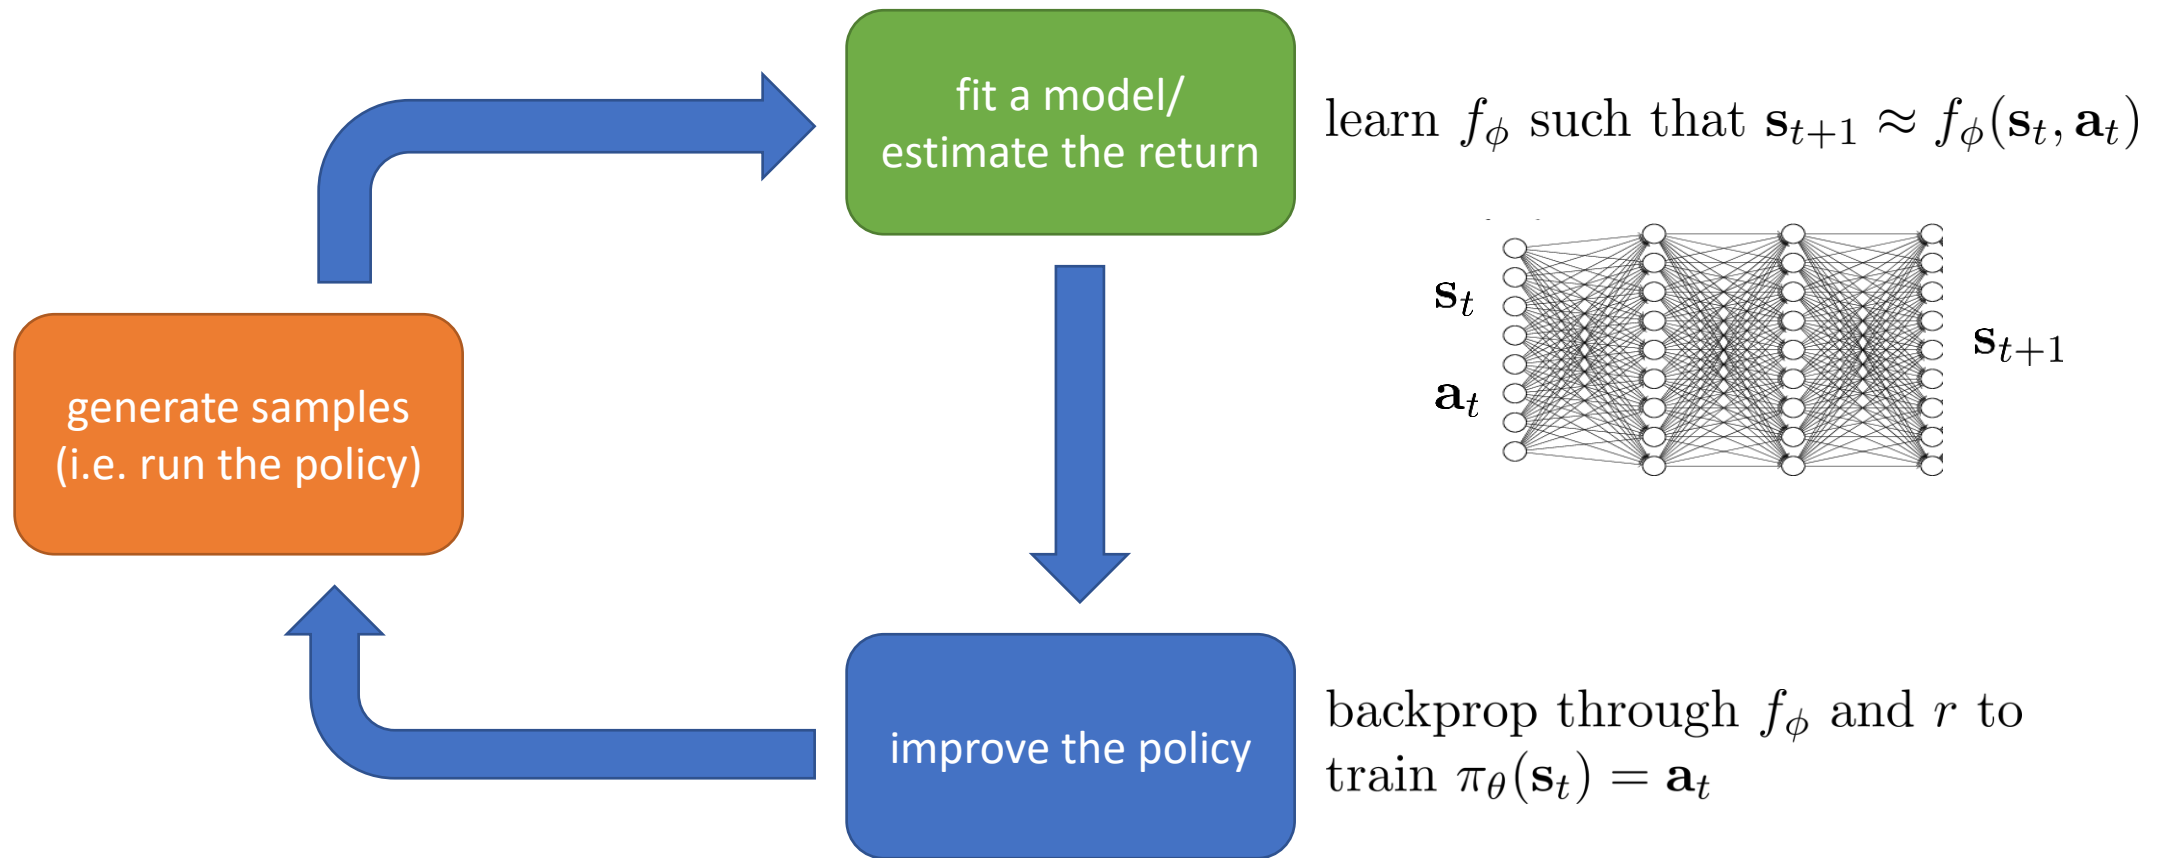 fit a model/
estimate the return
learn f_ϕ such that s_{t+1} ≈ f_ϕ(s_t, a_t)
s_t
a_t
s_{t+1}
generate samples
(i.e. run the policy)
improve the policy
backprop through f_ϕ and r to
train π_θ(s_t) = a_t